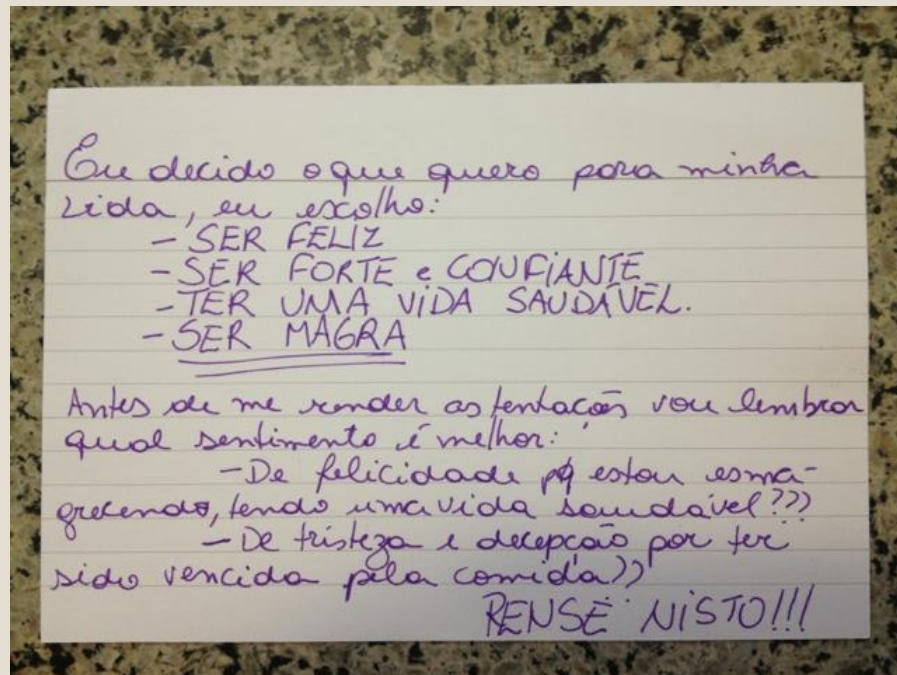 Eu decido o que quero para minha
vida, eu escolho:
- SER FELIZ
- SER FORTE e CONFIANTE
- TER UMA VIDA SAUDÁVEL.
- SER MAGRA
Antes de me render as tentações vou lembrar
qual sentimento é melhor:
- De felicidade pq estou esma-
grecendo, tendo uma vida saudável???
- De tristeza e decepção por ter
sido vencida pela comida??
PENSE NISTO!!!